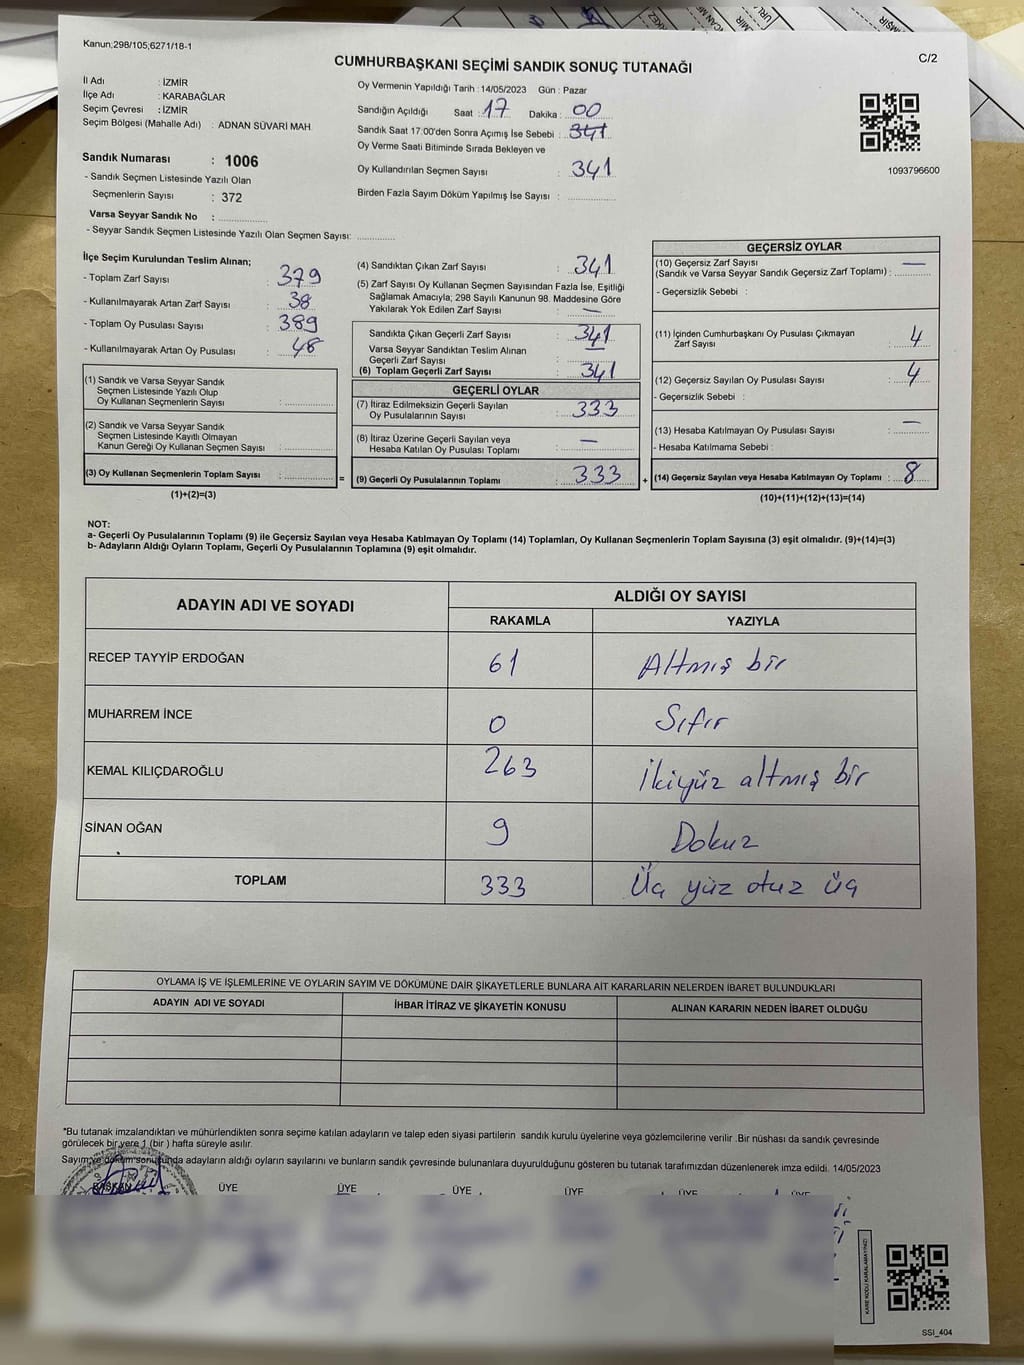 Kanun;298/105;6271/18-1
C/2
CUMHURBAŞKANI SEÇİMİ SANDIK SONUÇ TUTANAĞI
İl Adı : İZMİR
İlçe Adı : KARABAĞLAR
Seçim Çevresi : İZMİR
Seçim Bölgesi (Mahalle Adı) : ADNAN SÜVARİ MAH
Sandık Numarası : 1006
- Sandık Seçmen Listesinde Yazılı Olan
Seçmenlerin Sayısı : 372
Varsa Seyyar Sandık No :
- Seyyar Sandık Seçmen Listesinde Yazılı Olan Seçmen Sayısı:
Oy Vermenin Yapıldığı Tarih : 14/05/2023 Gün : Pazar
Sandığın Açıldığı Saat : 17 Dakika : 00
Sandık Saat 17:00'den Sonra Açımış İse Sebebi : 341
Oy Verme Saati Bitiminde Sırada Bekleyen ve
Oy Kullandırılan Seçmen Sayısı : 341
Birden Fazla Sayım Döküm Yapılmış İse Sayısı :
1093796600
İlçe Seçim Kurulundan Teslim Alınan;
- Toplam Zarf Sayısı : 379
- Kullanılmayarak Artan Zarf Sayısı : 38
- Toplam Oy Pusulası Sayısı : 389
- Kullanılmayarak Artan Oy Pusulası : 48
(1) Sandık ve Varsa Seyyar Sandık
Seçmen Listesinde Yazılı Olup
Oy Kullanan Seçmenlerin Sayısı :
(2) Sandık ve Varsa Seyyar Sandık
Seçmen Listesinde Kayıtlı Olmayan
Kanun Gereği Oy Kullanan Seçmen Sayısı :
(3) Oy Kullanan Seçmenlerin Toplam Sayısı :
(1)+(2)=(3)
(4) Sandıktan Çıkan Zarf Sayısı : 341
(5) Zarf Sayısı Oy Kullanan Seçmen Sayısından Fazla İse, Eşitliği
Sağlamak Amacıyla; 298 Sayılı Kanunun 98. Maddesine Göre
Yakılarak Yok Edilen Zarf Sayısı : —
Sandıkta Çıkan Geçerli Zarf Sayısı : 341
Varsa Seyyar Sandıktan Teslim Alınan
Geçerli Zarf Sayısı : —
(6) Toplam Geçerli Zarf Sayısı : 341
GEÇERLİ OYLAR
(7) İtiraz Edilmeksizin Geçerli Sayılan
Oy Pusulalarının Sayısı : 333
(8) İtiraz Üzerine Geçerli Sayılan veya
Hesaba Katılan Oy Pusulası Toplamı : —
= (9) Geçerli Oy Pusulalarının Toplamı : 333
GEÇERSİZ OYLAR
(10) Geçersiz Zarf Sayısı
(Sandık ve Varsa Seyyar Sandık Geçersiz Zarf Toplamı) : —
- Geçersizlik Sebebi :
(11) İçinden Cumhurbaşkanı Oy Pusulası Çıkmayan
Zarf Sayısı : 4
(12) Geçersiz Sayılan Oy Pusulası Sayısı : 4
- Geçersizlik Sebebi :
(13) Hesaba Katılmayan Oy Pusulası Sayısı : —
- Hesaba Katılmama Sebebi :
+ (14) Geçersiz Sayılan veya Hesaba Katılmayan Oy Toplamı : 8
(10)+(11)+(12)+(13)=(14)
NOT:
a- Geçerli Oy Pusulalarının Toplamı (9) ile Geçersiz Sayılan veya Hesaba Katılmayan Oy Toplamı (14) Toplamları, Oy Kullanan Seçmenlerin Toplam Sayısına (3) eşit olmalıdır. (9)+(14)=(3)
b- Adayların Aldığı Oyların Toplamı, Geçerli Oy Pusulalarının Toplamına (9) eşit olmalıdır.
ADAYIN ADI VE SOYADI ALDIĞI OY SAYISI
RAKAMLA YAZIYLA
RECEP TAYYİP ERDOĞAN 61 Altmış bir
MUHARREM İNCE 0 Sıfır
KEMAL KILIÇDAROĞLU 263 İkiyüz altmış bir
SİNAN OĞAN 9 Dokuz
TOPLAM 333 Üç yüz otuz üç
OYLAMA İŞ VE İŞLEMLERİNE VE OYLARIN SAYIM VE DÖKÜMÜNE DAİR ŞİKAYETLERLE BUNLARA AİT KARARLARIN NELERDEN İBARET BULUNDUKLARI
ADAYIN ADI VE SOYADI İHBAR İTİRAZ VE ŞİKAYETİN KONUSU ALINAN KARARIN NEDEN İBARET OLDUĞU
*Bu tutanak imzalandıktan ve mühürlendikten sonra seçime katılan adayların ve talep eden siyasi partilerin sandık kurulu üyelerine veya gözlemcilerine verilir .Bir nüshası da sandık çevresinde
görülecek bir yere 1 (bir ) hafta süreyle asılır.
Sayım ve döküm sonusunda adayların aldığı oyların sayılarını ve bunların sandık çevresinde bulunanlara duyurulduğunu gösteren bu tutanak tarafımızdan düzenlenerek imza edildi. 14/05/2023
BAŞKAN ÜYE ÜYE ÜYE ÜYE ÜYE ÜYE
KARE KODU KARALAMAYINIZ!
SSI_404